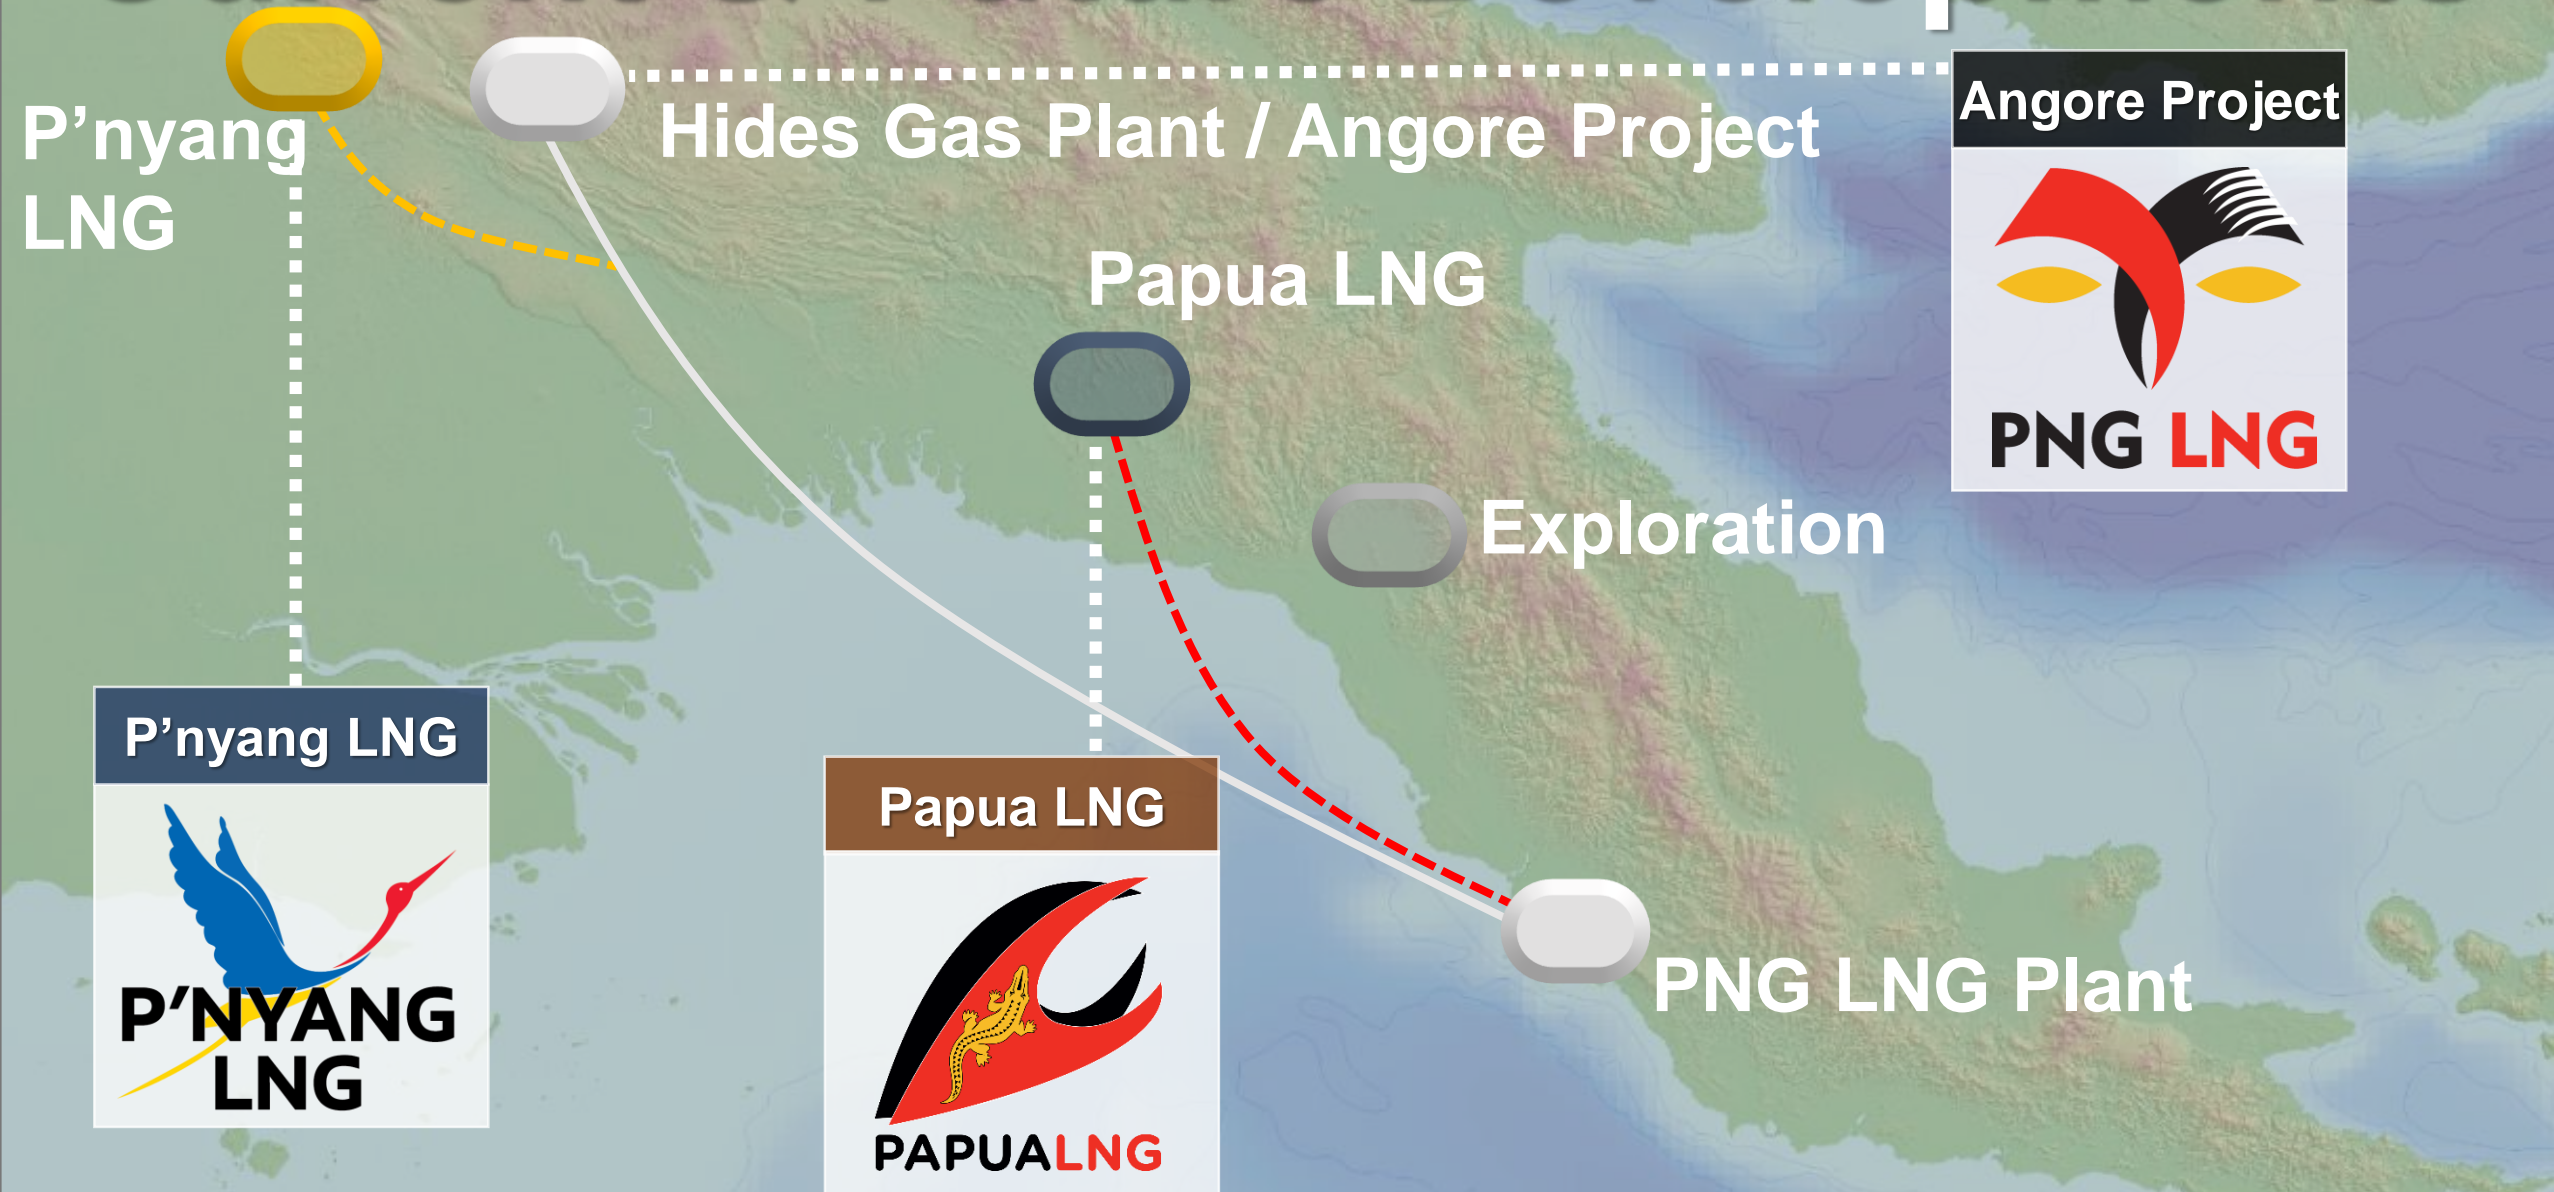 P'nyang
LNG
Hides Gas Plant / Angore Project
Angore Project
PNG LNG
Papua LNG
Exploration
P'nyang LNG
P'NYANG
LNG
Papua LNG
PAPUALNG
PNG LNG Plant